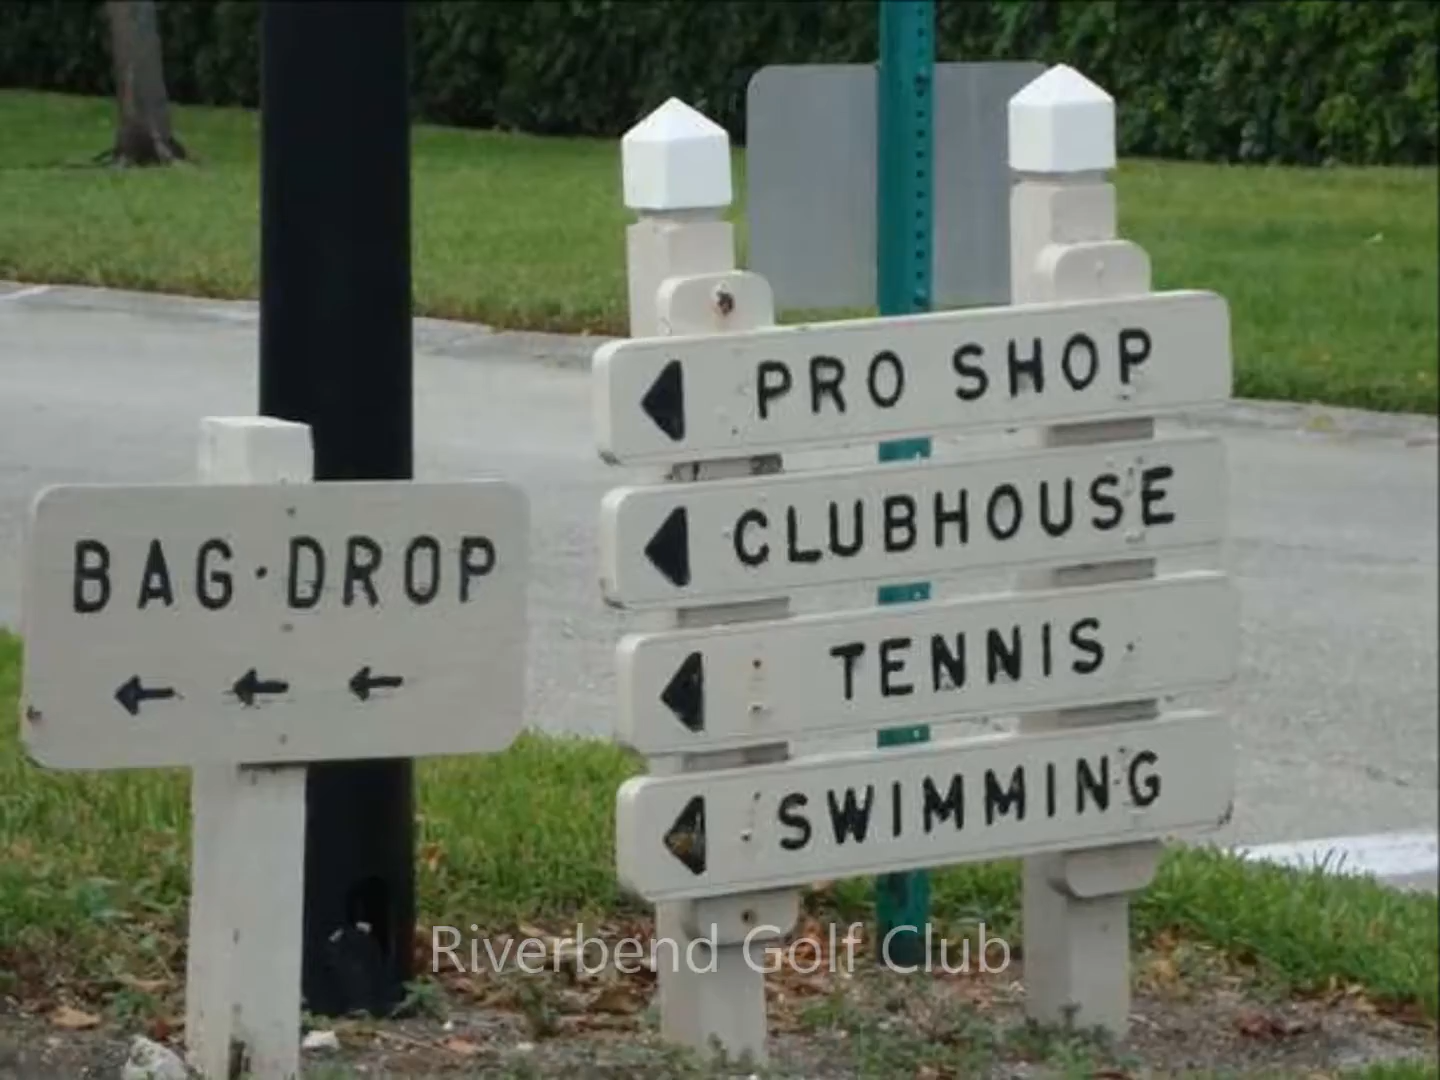 BAG·DROP
PRO SHOP
CLUBHOUSE
TENNIS
SWIMMING
Riverbend Golf Club